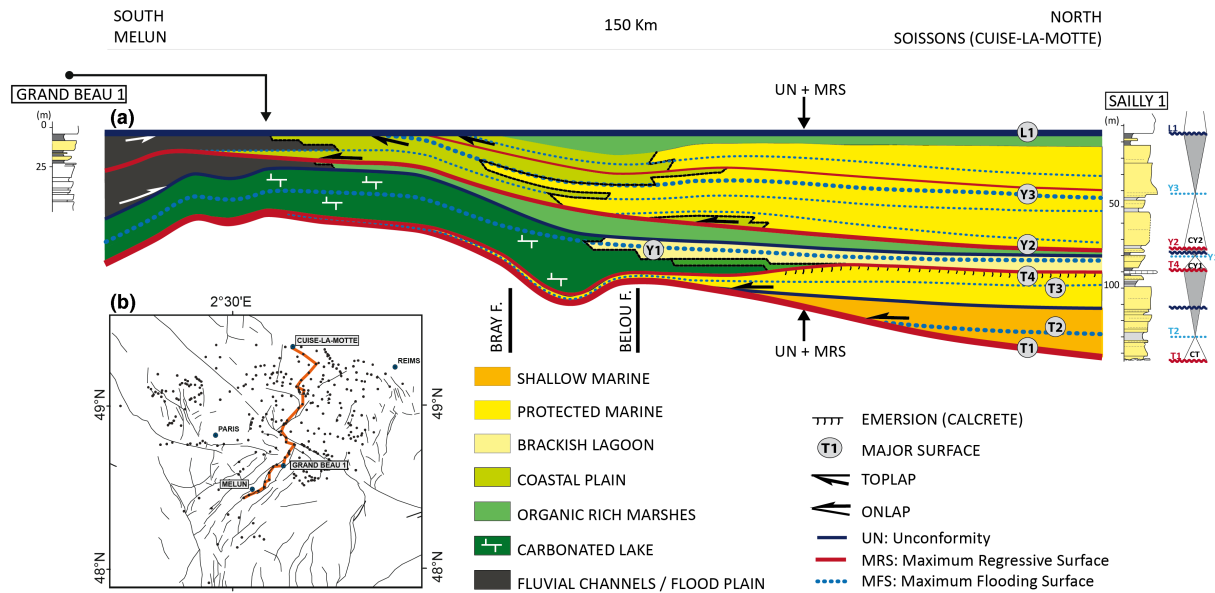 SOUTH
MELUN
150 Km
NORTH
SOISSONS (CUISE-LA-MOTTE)
GRAND BEAU 1
(m)
0
25
(a)
UN + MRS
SAILLY 1
(m)
0
50
100
L1
Y3
Y2
Y1
T4
T3
T2
T1
L1
Y3
Y2
CY2
Y1
T4
CY1
T2
T1
CT
BRAY F.
BELOU F.
UN + MRS
(b)
2°30'E
CUISE-LA-MOTTE
REIMS
49°N
49°N
PARIS
GRAND BEAU 1
MELUN
48°N
48°N
SHALLOW MARINE
PROTECTED MARINE
BRACKISH LAGOON
COASTAL PLAIN
ORGANIC RICH MARSHES
CARBONATED LAKE
FLUVIAL CHANNELS / FLOOD PLAIN
EMERSION (CALCRETE)
T1 MAJOR SURFACE
TOPLAP
ONLAP
UN: Unconformity
MRS: Maximum Regressive Surface
MFS: Maximum Flooding Surface